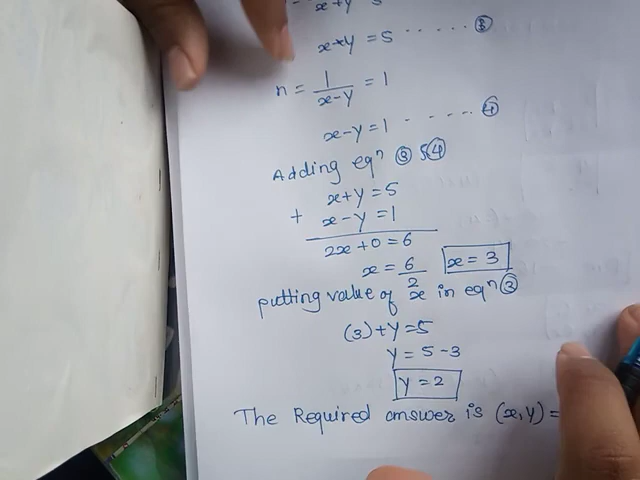 x+y 5
x+y = 5 ..... ③
n = 1/(x-y) = 1
x-y = 1 ..... ④
Adding eqⁿ ③ & ④
x+y = 5
+ x-y = 1
2x+0 = 6
x = 6/2 x = 3
putting value of x in eqⁿ ③
(3)+y = 5
y = 5-3
y = 2
The Required answer is (x,y) =